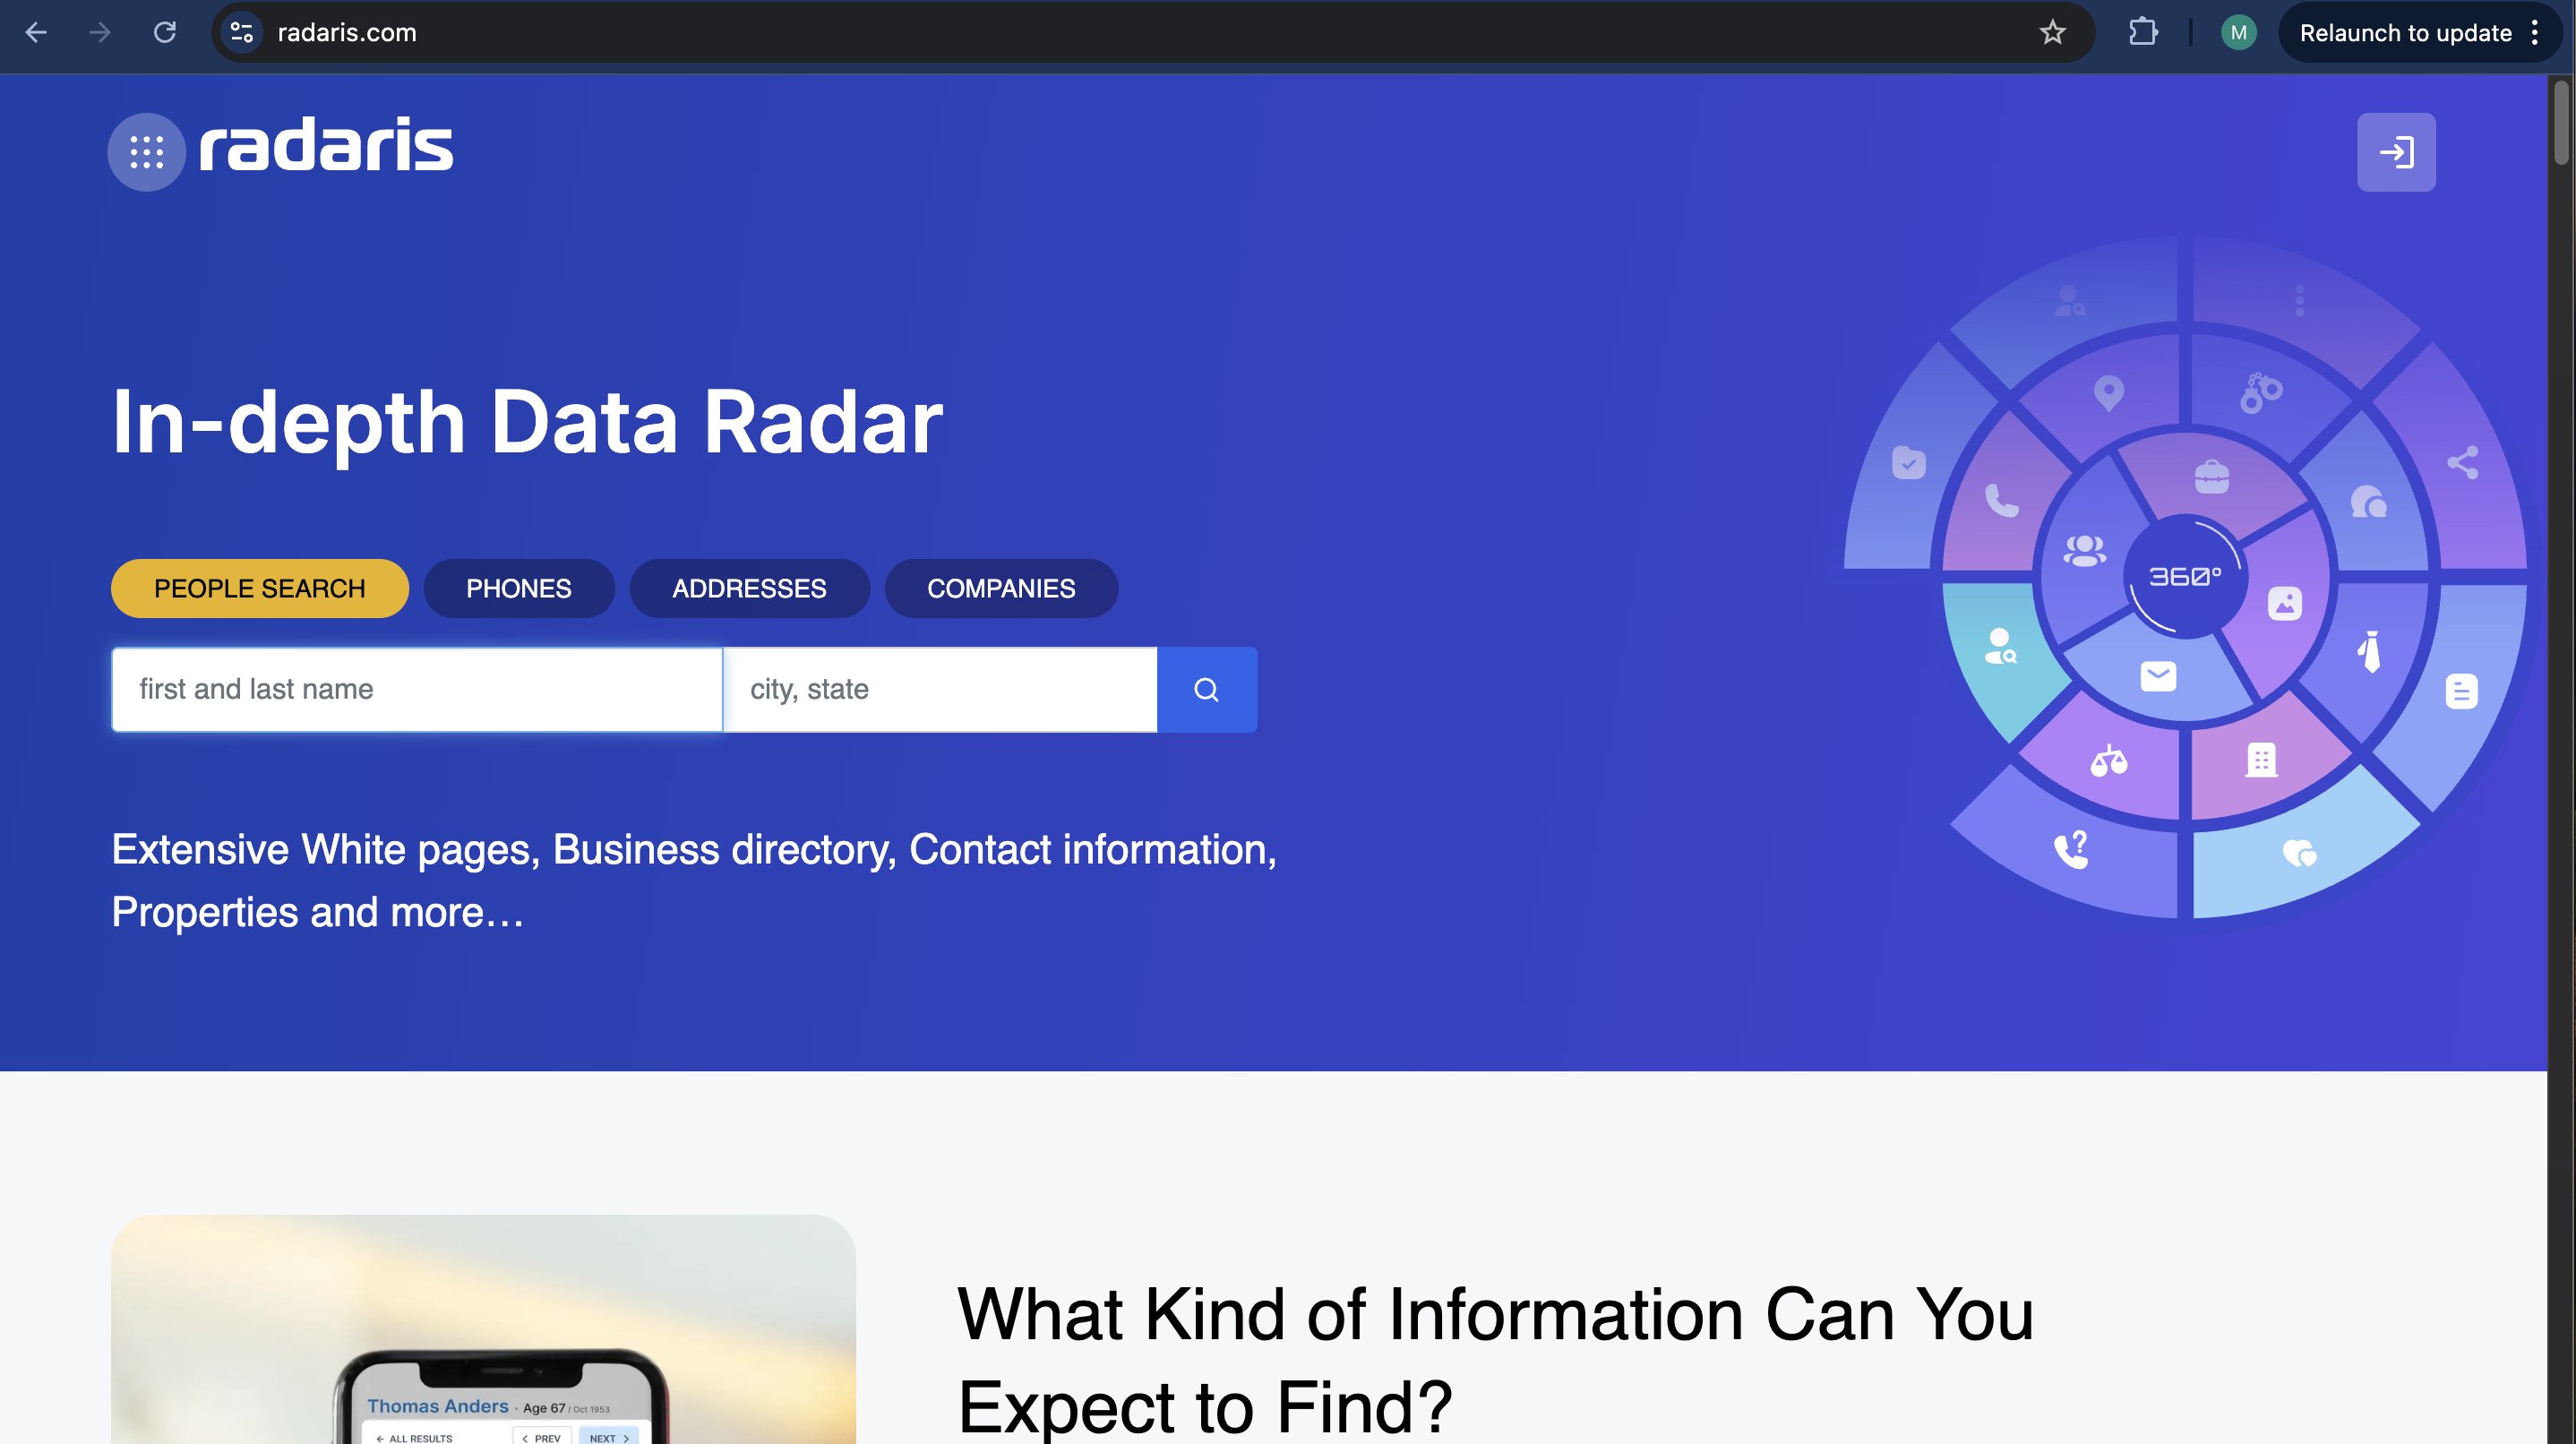 radaris.com
M
Relaunch to update
radaris
In-depth Data Radar
PEOPLE SEARCH
PHONES
ADDRESSES
COMPANIES
first and last name
city, state
Extensive White pages, Business directory, Contact information,
Properties and more…
360°
What Kind of Information Can You
Expect to Find?
Thomas Anders · Age 67 / Oct 1953
← ALL RESULTS
< PREV
NEXT >